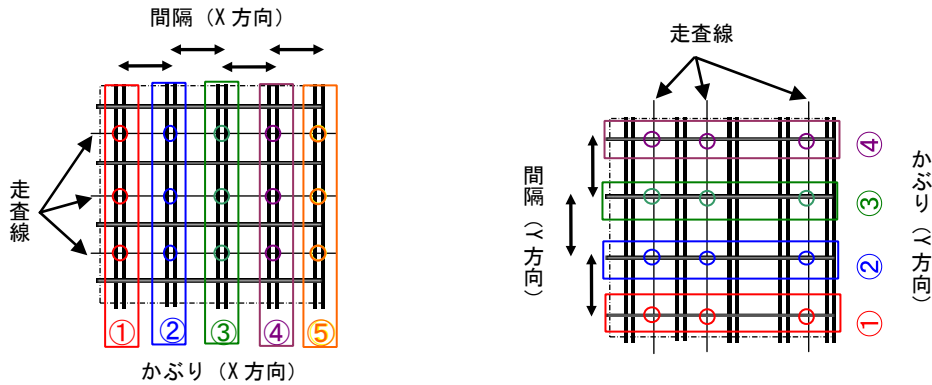 間隔（X 方向）
走査線
①
②
③
④
⑤
かぶり（X 方向）
走査線
間隔（Y 方向）
④
③
②
①
かぶり（Y 方向）